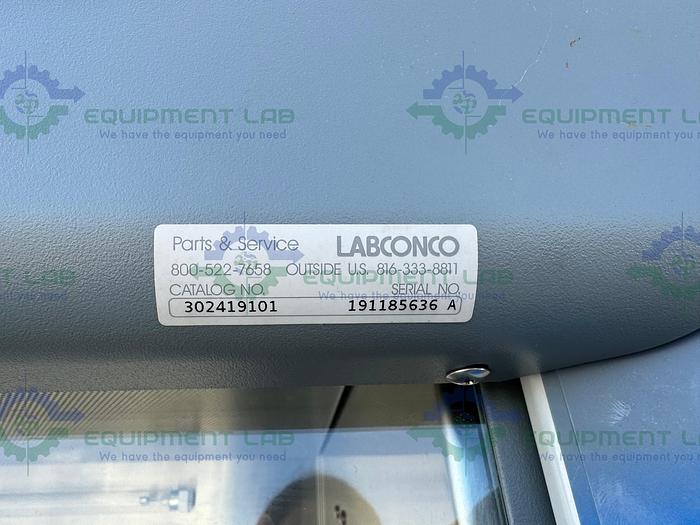 EQUIPMENT LAB
We have the equipment you need
EQUIPMENT LAB
We have the equipment you need
Parts & Service LABCONCO
800-522-7658 OUTSIDE U.S. 816-333-8811
CATALOG NO. SERIAL NO.
302419101 191185636 A
EQUIPMENT LAB
We have the equipment you need
EQUIPMENT LAB
We have the equipment you need